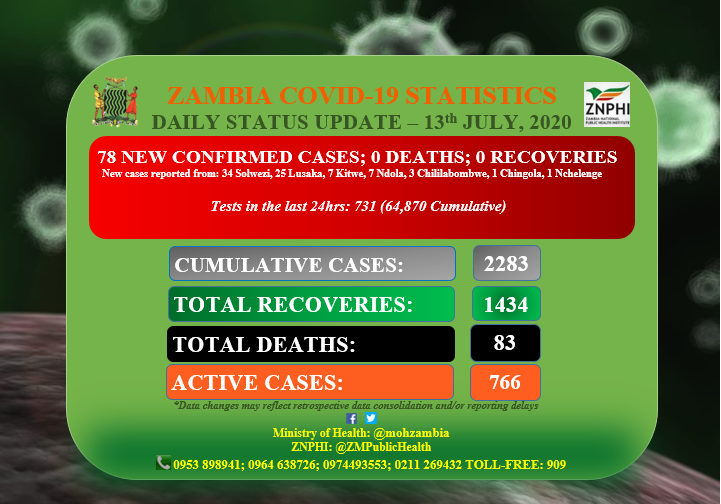 ZAMBIA COVID-19 STATISTICS
DAILY STATUS UPDATE – 13th JULY, 2020
ZNPHI
ZAMBIA NATIONAL
PUBLIC HEALTH INSTITUTE
78 NEW CONFIRMED CASES; 0 DEATHS; 0 RECOVERIES
New cases reported from: 34 Solwezi, 25 Lusaka, 7 Kitwe, 7 Ndola, 3 Chililabombwe, 1 Chingola, 1 Nchelenge
Tests in the last 24hrs: 731 (64,870 Cumulative)
CUMULATIVE CASES: 2283
TOTAL RECOVERIES: 1434
TOTAL DEATHS: 83
ACTIVE CASES: 766
*Data changes may reflect retrospective data consolidation and/or reporting delays
Ministry of Health: @mohzambia
ZNPHI: @ZMPublicHealth
0953 898941; 0964 638726; 0974493553; 0211 269432 TOLL-FREE: 909